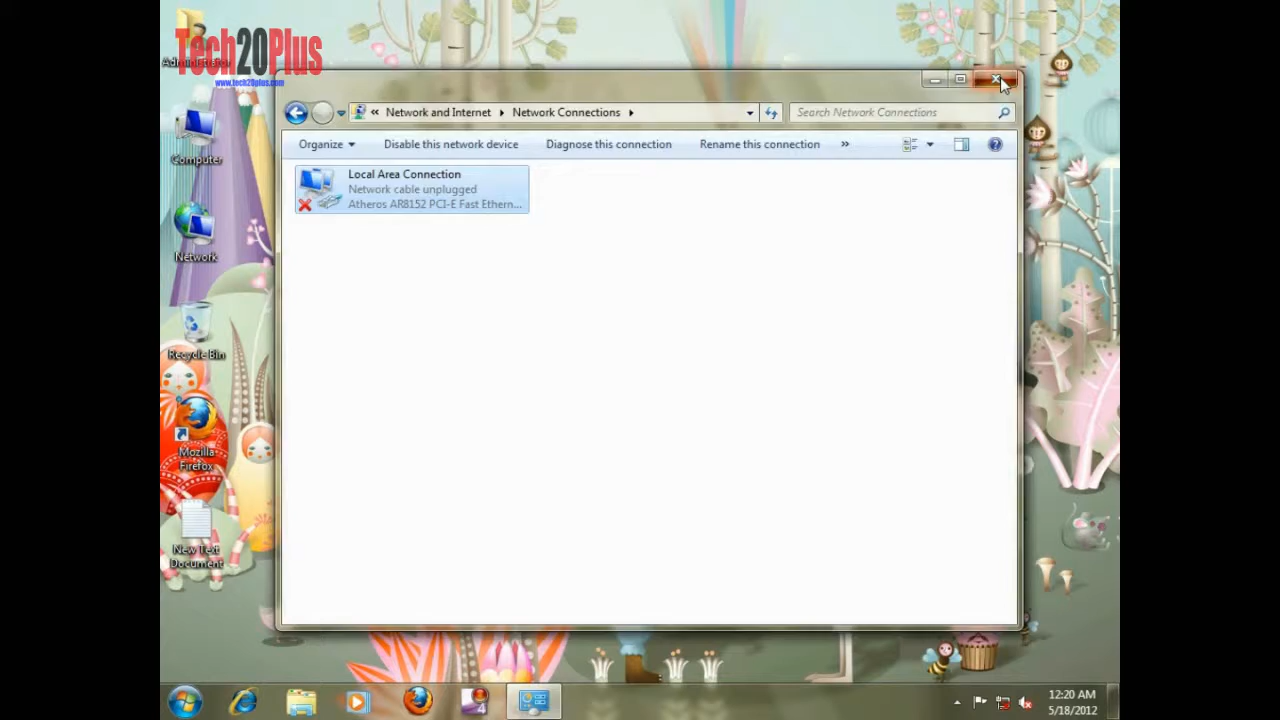 Tech20Plus
www.tech20plus.com
« Network and Internet Network Connections
Search Network Connections
Organize Disable this network device Diagnose this connection Rename this connection »
Local Area Connection
Network cable unplugged
Atheros AR8152 PCI-E Fast Ethern...
Computer
Network
Recycle Bin
Mozilla
Firefox
New Text
Document
4
12:20 AM
5/18/2012